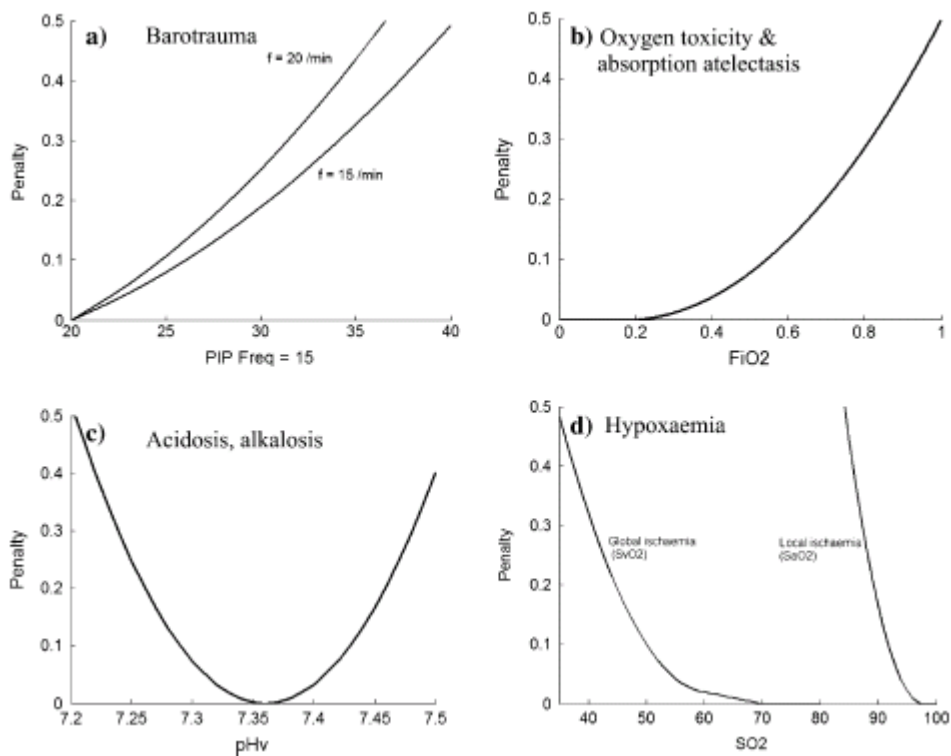 a) Barotrauma
0.5
0.4
0.3
0.2
0.1
0
Penalty
f = 20 /min
f = 15 /min
20 25 30 35 40
PIP Freq = 15
b) Oxygen toxicity &
absorption atelectasis
0.5
0.4
0.3
0.2
0.1
0
Penalty
0 0.2 0.4 0.6 0.8 1
FiO2
c) Acidosis, alkalosis
0.5
0.4
0.3
0.2
0.1
0
Penalty
7.2 7.25 7.3 7.35 7.4 7.45 7.5
pHv
d) Hypoxaemia
0.5
0.4
0.3
0.2
0.1
0
Penalty
Global ischaemia
(SvO2)
Local ischaemia
(SaO2)
40 50 60 70 80 90 100
SO2